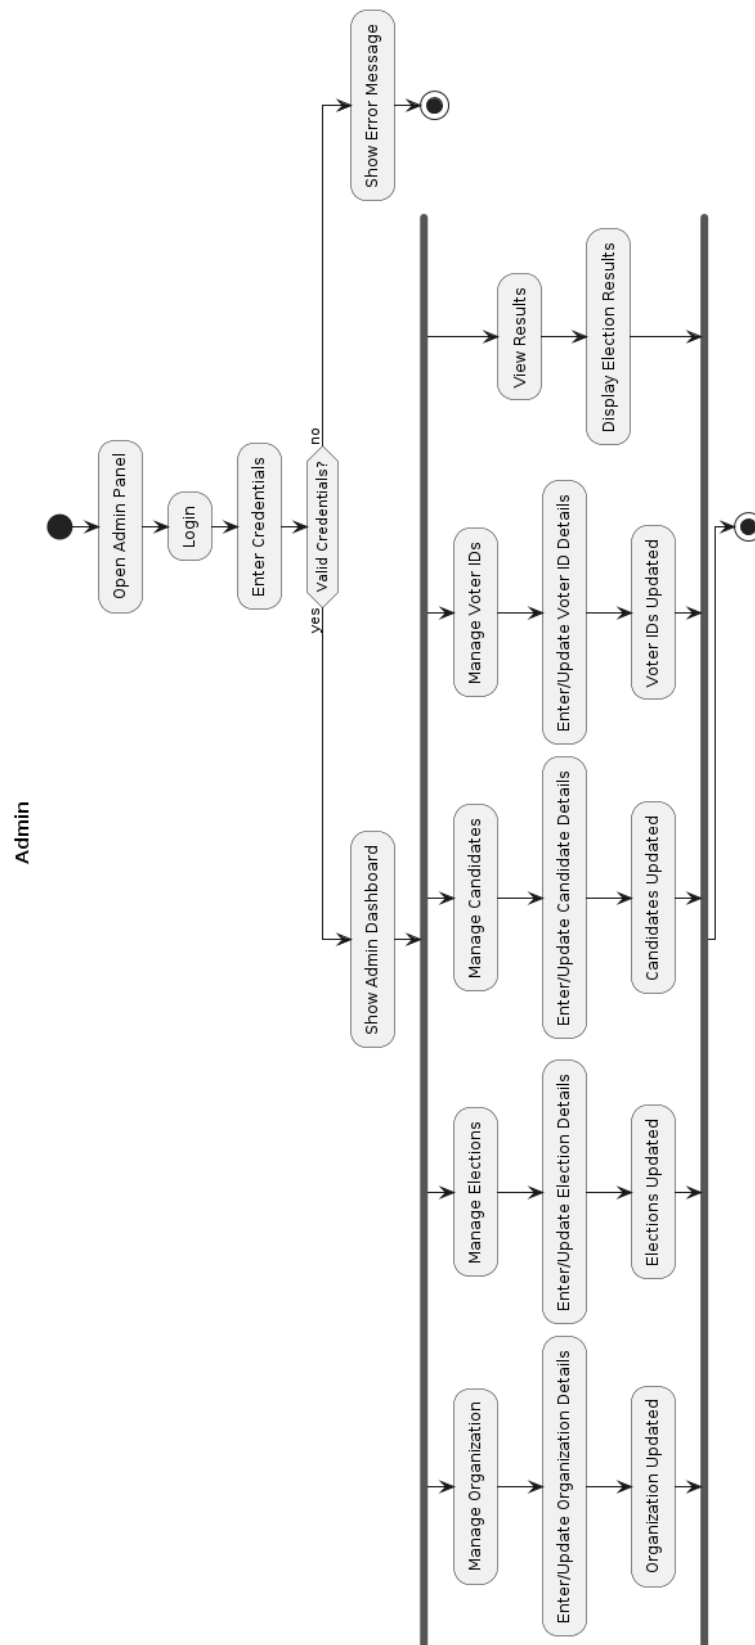 Admin
Open Admin Panel
Login
Enter Credentials
Valid Credentials?
yes
no
Show Admin Dashboard
Show Error Message
Manage Organization
Enter/Update Organization Details
Organization Updated
Manage Elections
Enter/Update Election Details
Elections Updated
Manage Candidates
Enter/Update Candidate Details
Candidates Updated
Manage Voter IDs
Enter/Update Voter ID Details
Voter IDs Updated
View Results
Display Election Results